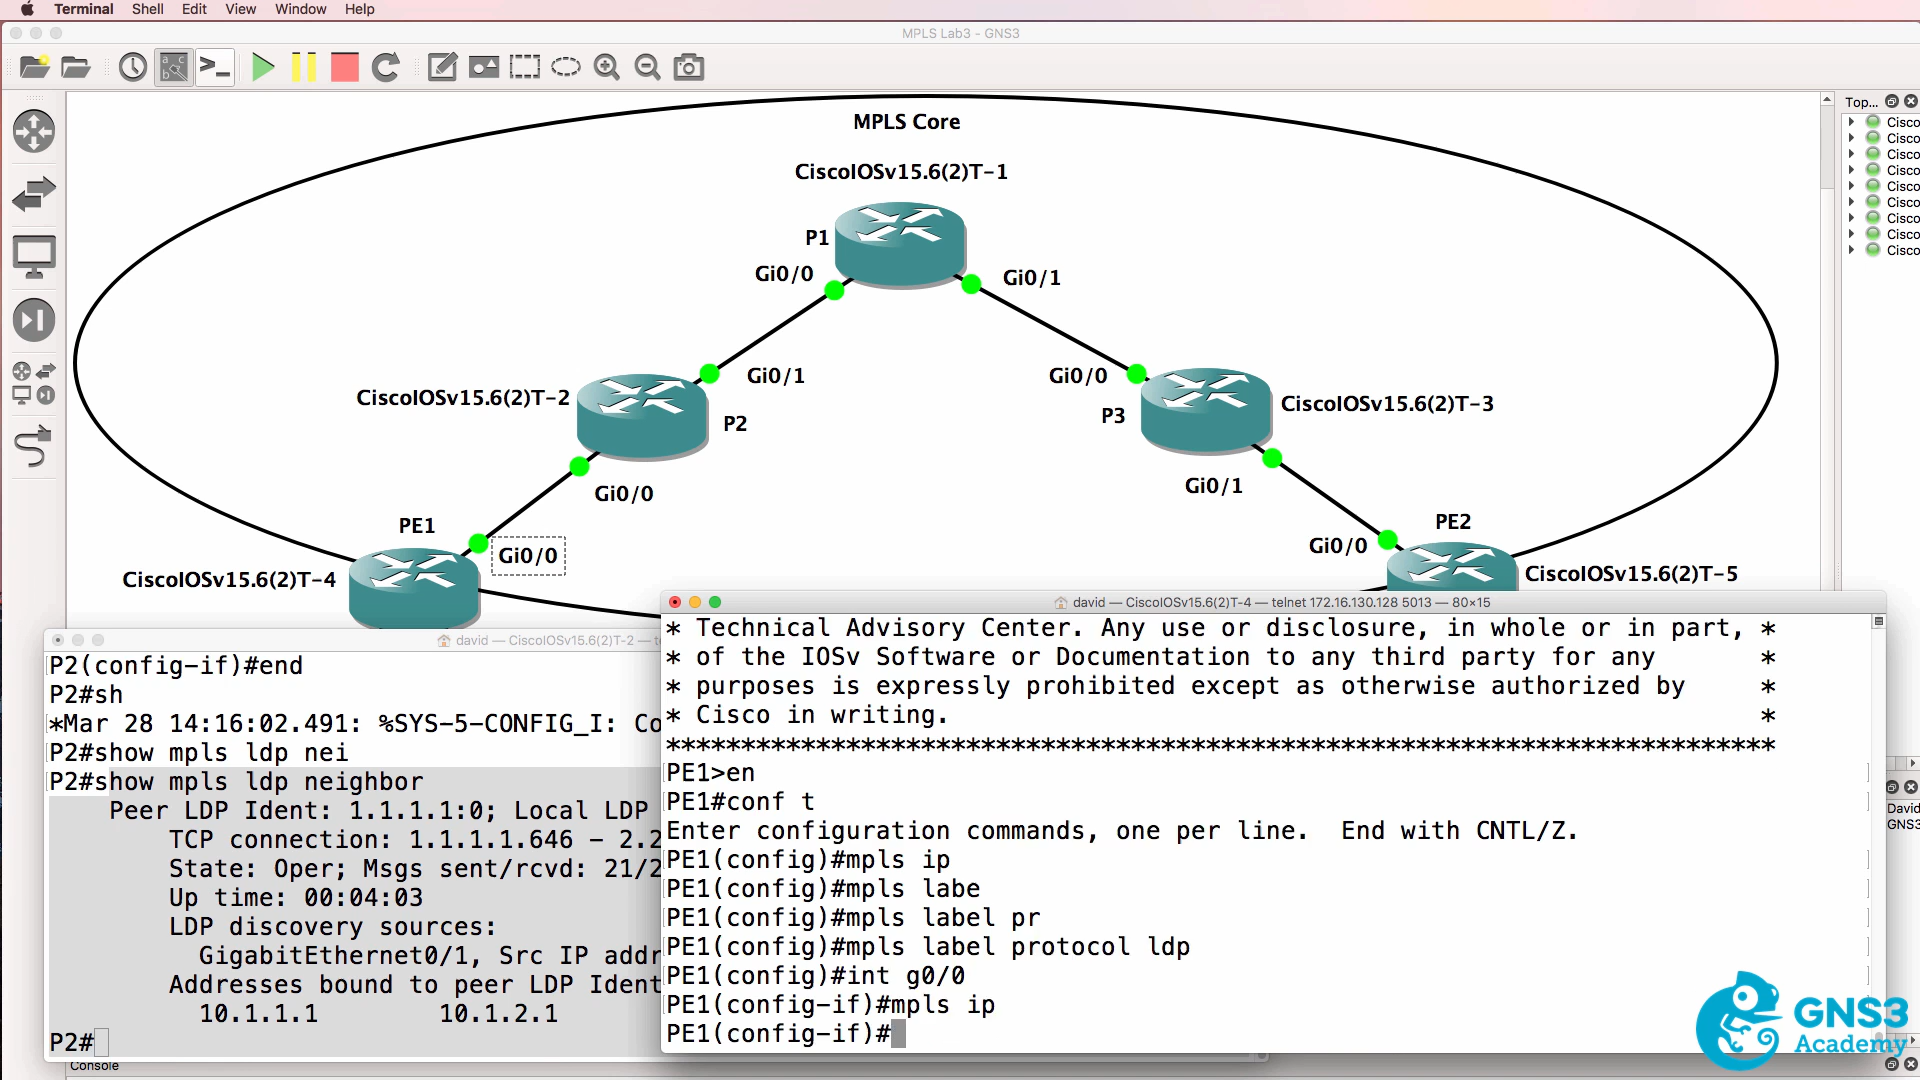 Terminal Shell Edit View Window Help
MPLS Lab3 - GNS3
MPLS Core
CiscoIOSv15.6(2)T-1
P1
Gi0/0
Gi0/1
Gi0/1
Gi0/0
CiscoIOSv15.6(2)T-2
P2
P3
CiscoIOSv15.6(2)T-3
Gi0/0
Gi0/1
PE1
Gi0/0
PE2
Gi0/0
CiscoIOSv15.6(2)T-4
CiscoIOSv15.6(2)T-5
Top...
Cisco
Cisco
Cisco
Cisco
Cisco
Cisco
Cisco
Cisco
Cisco
David
GNS3
david — CiscoIOSv15.6(2)T-2 — t
P2(config-if)#end
P2#sh
*Mar 28 14:16:02.491: %SYS-5-CONFIG_I: Co
P2#show mpls ldp nei
P2#show mpls ldp neighbor
Peer LDP Ident: 1.1.1.1:0; Local LDP
TCP connection: 1.1.1.1.646 - 2.2
State: Oper; Msgs sent/rcvd: 21/2
Up time: 00:04:03
LDP discovery sources:
GigabitEthernet0/1, Src IP addr
Addresses bound to peer LDP Ident
10.1.1.1 10.1.2.1
P2#
Console
david — CiscoIOSv15.6(2)T-4 — telnet 172.16.130.128 5013 — 80×15
* Technical Advisory Center. Any use or disclosure, in whole or in part, *
* of the IOSv Software or Documentation to any third party for any *
* purposes is expressly prohibited except as otherwise authorized by *
* Cisco in writing. *
**************************************************************************
PE1>en
PE1#conf t
Enter configuration commands, one per line. End with CNTL/Z.
PE1(config)#mpls ip
PE1(config)#mpls labe
PE1(config)#mpls label pr
PE1(config)#mpls label protocol ldp
PE1(config)#int g0/0
PE1(config-if)#mpls ip
PE1(config-if)#
GNS3
Academy